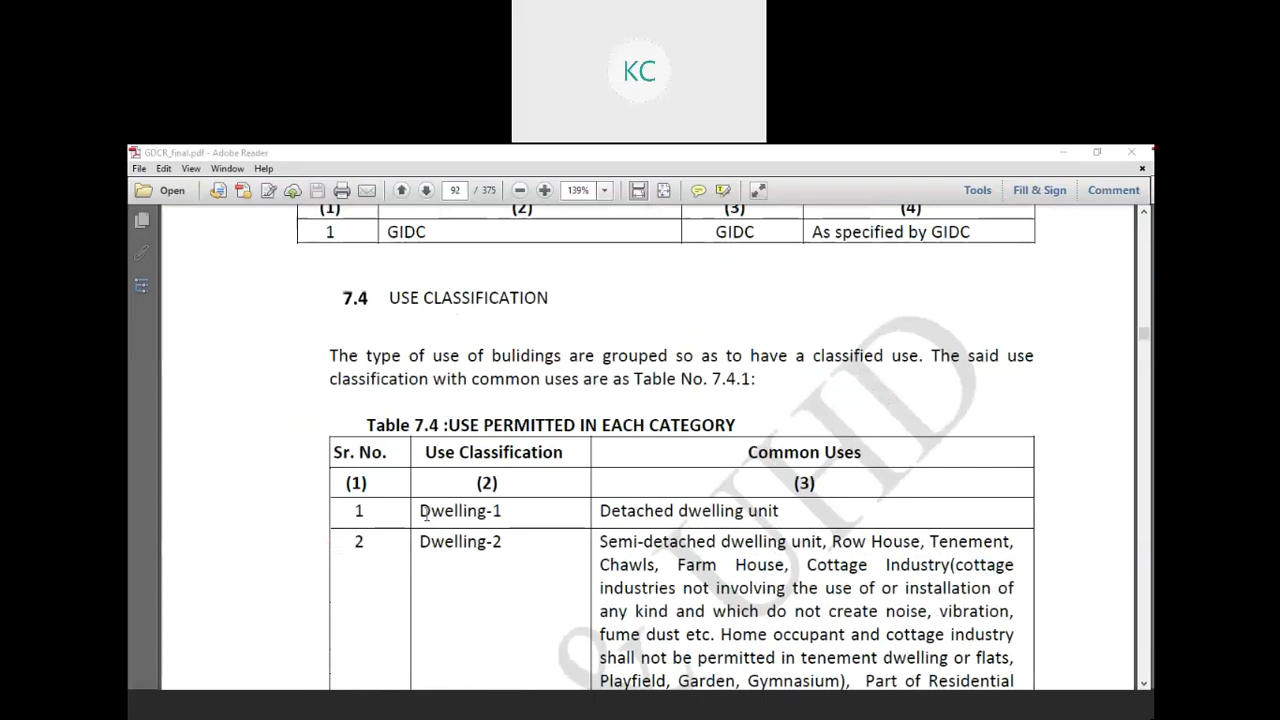 KC
GDCR_final.pdf - Adobe Reader
File Edit View Window Help
Open 92 / 375 139% Tools Fill & Sign Comment
(1) (2) (3) (4)
1 GIDC GIDC As specified by GIDC
7.4 USE CLASSIFICATION
The type of use of bulidings are grouped so as to have a classified use. The said use
classification with common uses are as Table No. 7.4.1:
Table 7.4 :USE PERMITTED IN EACH CATEGORY
Sr. No. Use Classification Common Uses
(1) (2) (3)
1 Dwelling-1 Detached dwelling unit
2 Dwelling-2 Semi-detached dwelling unit, Row House, Tenement,
Chawls, Farm House, Cottage Industry(cottage
industries not involving the use of or installation of
any kind and which do not create noise, vibration,
fume dust etc. Home occupant and cottage industry
shall not be permitted in tenement dwelling or flats,
Playfield, Garden, Gymnasium), Part of Residential
& UHD